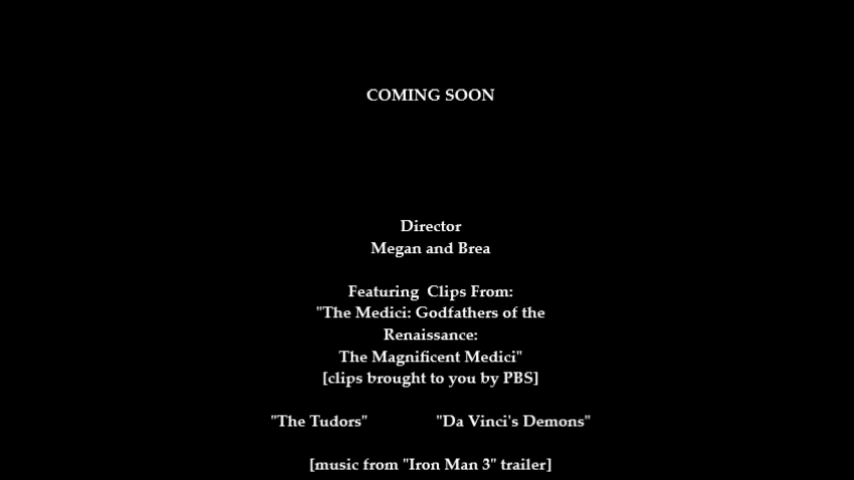 COMING SOON
Director
Megan and Brea
Featuring  Clips From:
"The Medici: Godfathers of the
Renaissance:
The Magnificent Medici"
[clips brought to you by PBS]
"The Tudors" "Da Vinci's Demons"
[music from "Iron Man 3" trailer]